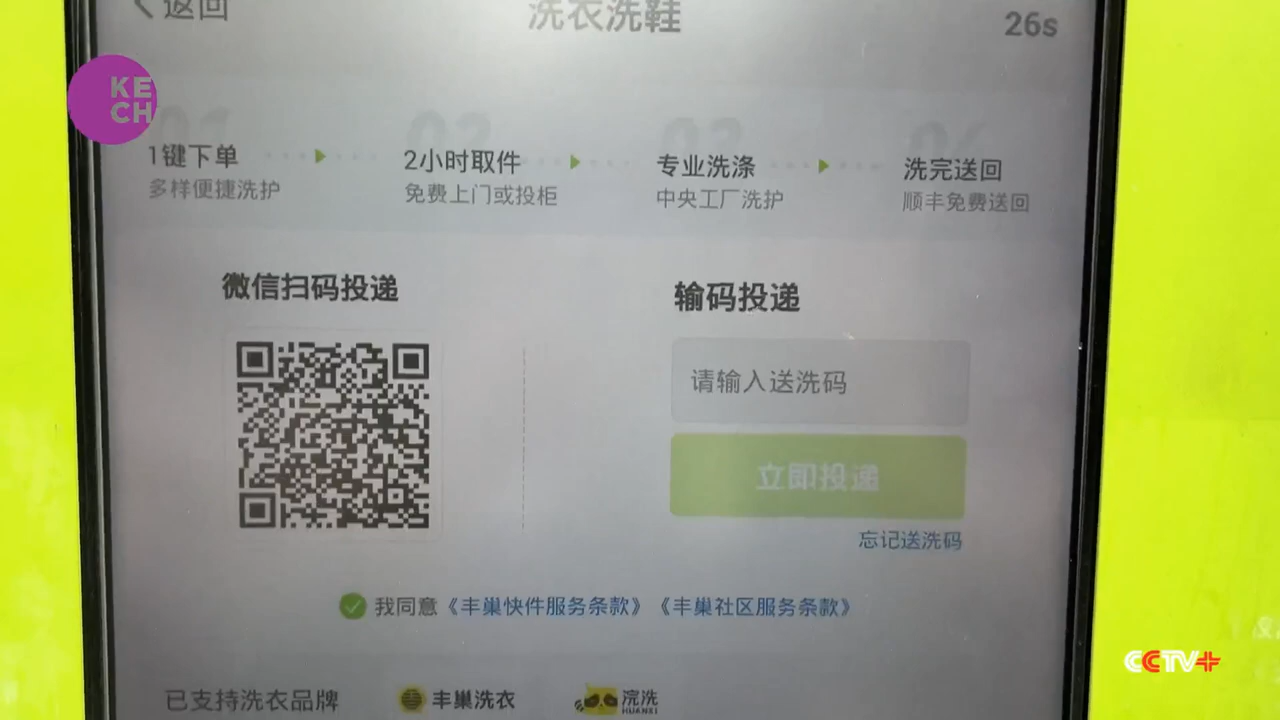 返回
洗衣洗鞋
26s
KE
CH
01
02
03
04
1键下单
2小时取件
专业洗涤
洗完送回
多样便捷洗护
免费上门或投柜
中央工厂洗护
顺丰免费送回
微信扫码投递
输码投递
请输入送洗码
立即投递
忘记送洗码
我同意《丰巢快件服务条款》《丰巢社区服务条款》
CCTV+
已支持洗衣品牌
丰巢洗衣
浣洗
HUANXI